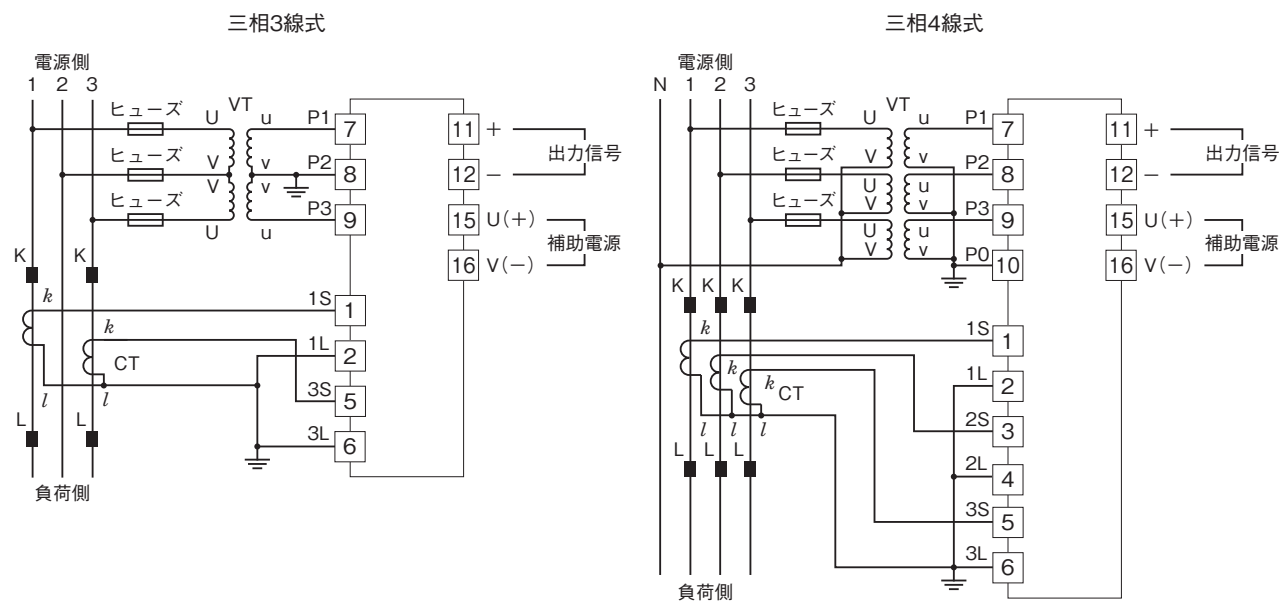 三相3線式
電源側
1 2 3
ヒューズ U VT u P1 7 11 +
出力信号
ヒューズ V v P2 8 12 −
V v
ヒューズ P3 9 15 U(+)
U u 補助電源
16 V(−)
K K
k 1S 1
k
CT 1L 2
l l 3S 5
L L 3L 6
負荷側
三相4線式
電源側
N 1 2 3
ヒューズ U VT u P1 7 11 +
出力信号
ヒューズ V v P2 8 12 −
U u
ヒューズ V v P3 9 15 U(+)
U u 補助電源
V v P0 10 16 V(−)
K K K
k 1S 1
k 1L 2
k CT
l l l 2S 3
L L L 2L 4
3S 5
3L 6
負荷側